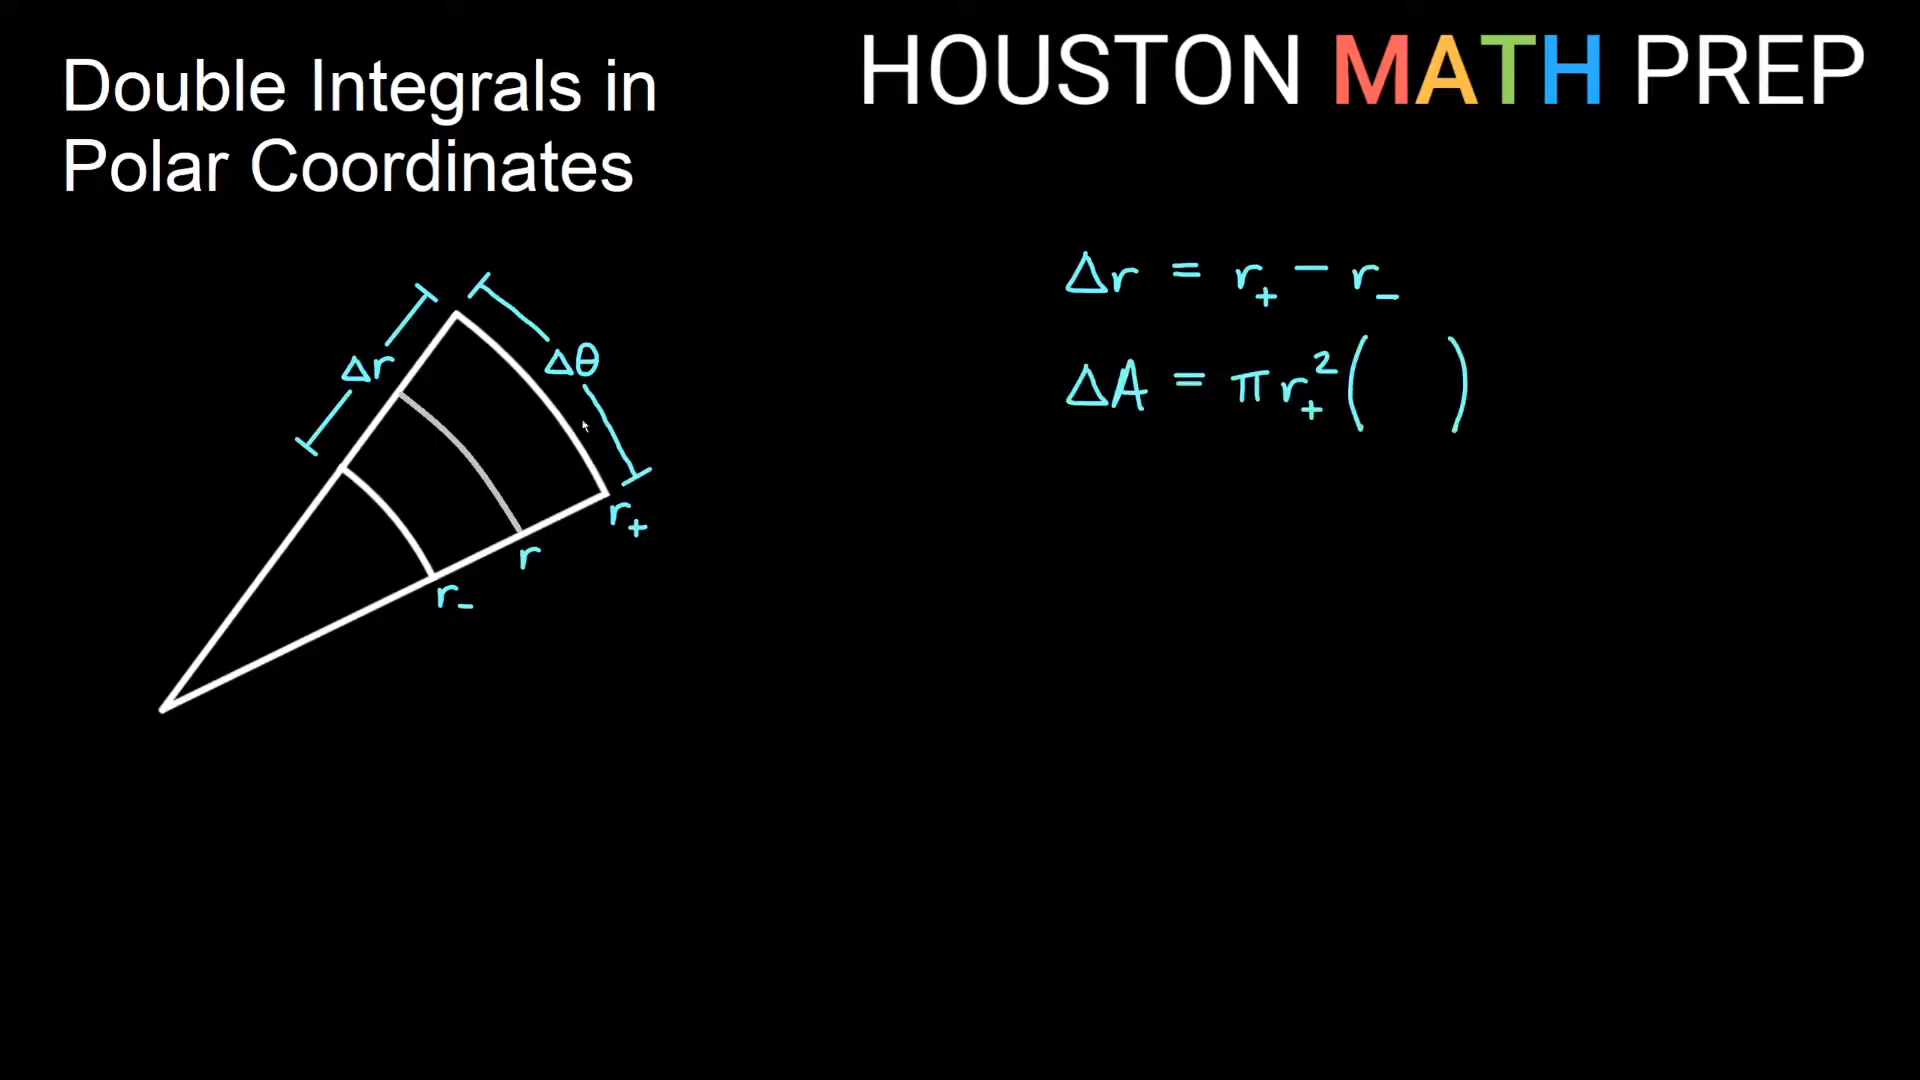 HOUSTON MATH PREP
Double Integrals in
Polar Coordinates
Δr = r₊ − r₋
ΔA = πr₊²( )
Δr
Δθ
r₊
r
r₋